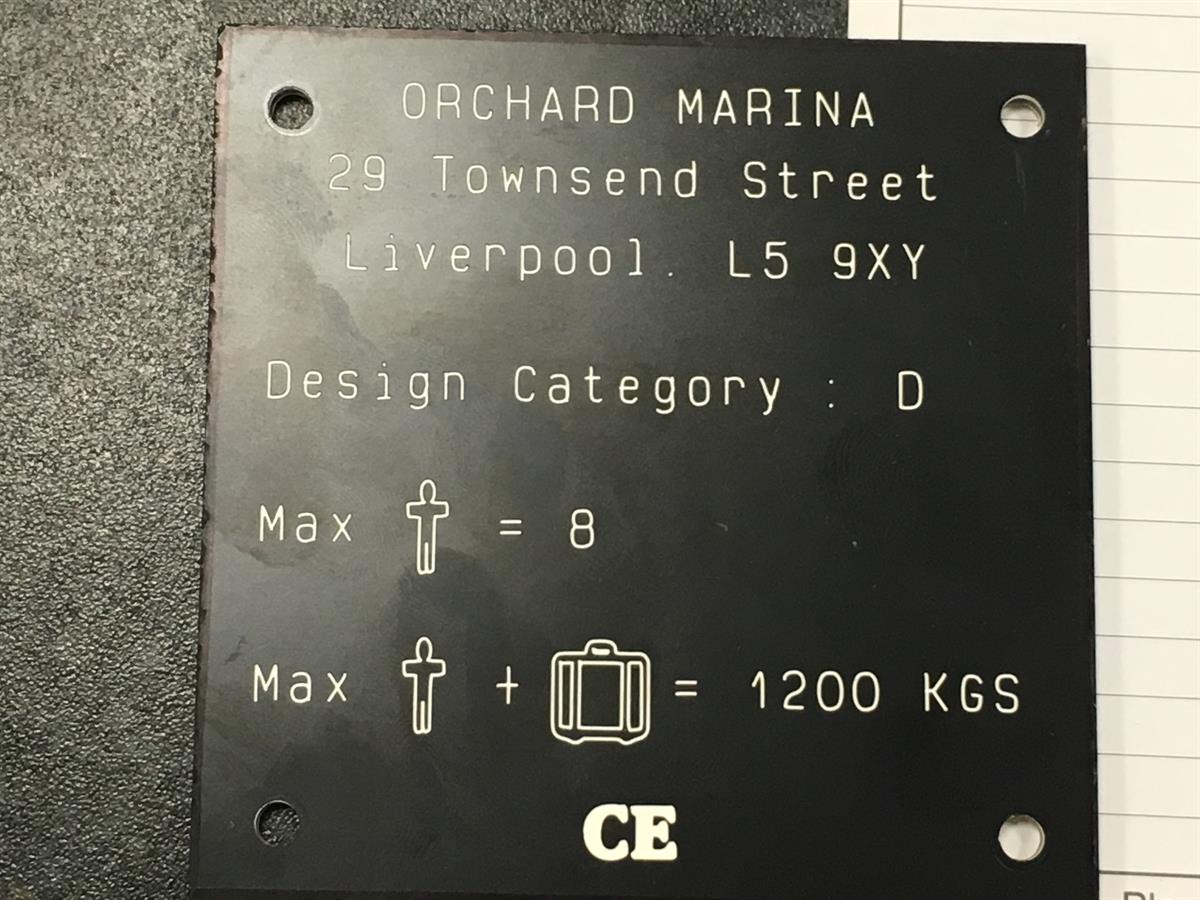 ORCHARD MARINA
29 Townsend Street
Liverpool. L5 9XY
Design Category : D
Max = 8
Max + = 1200 KGS
CE